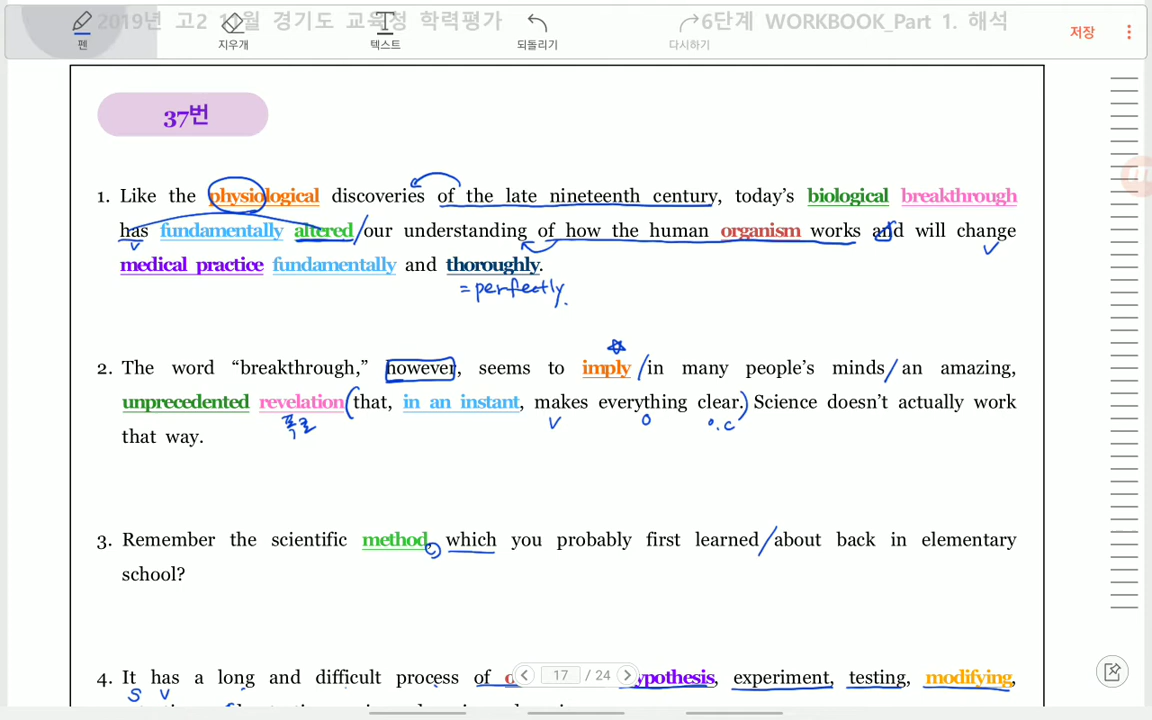 2019년 고2 11월 경기도 교육청 학력평가 6단계 WORKBOOK_Part 1. 해석
펜 지우개 텍스트 되돌리기 다시하기 저장
37번
1. Like the physiological discoveries of the late nineteenth century, today's biological breakthrough
has fundamentally altered / our understanding of how the human organism works and will change
V V
medical practice fundamentally and thoroughly.
= perfectly.
2. The word "breakthrough," however, seems to imply / in many people's minds / an amazing,
unprecedented revelation (that, in an instant, makes everything clear.) Science doesn't actually work
폭로 V O o.c
that way.
3. Remember the scientific method, which you probably first learned / about back in elementary
school?
4. It has a long and difficult process of ypothesis, experiment, testing, modifying,
S V
17 / 24